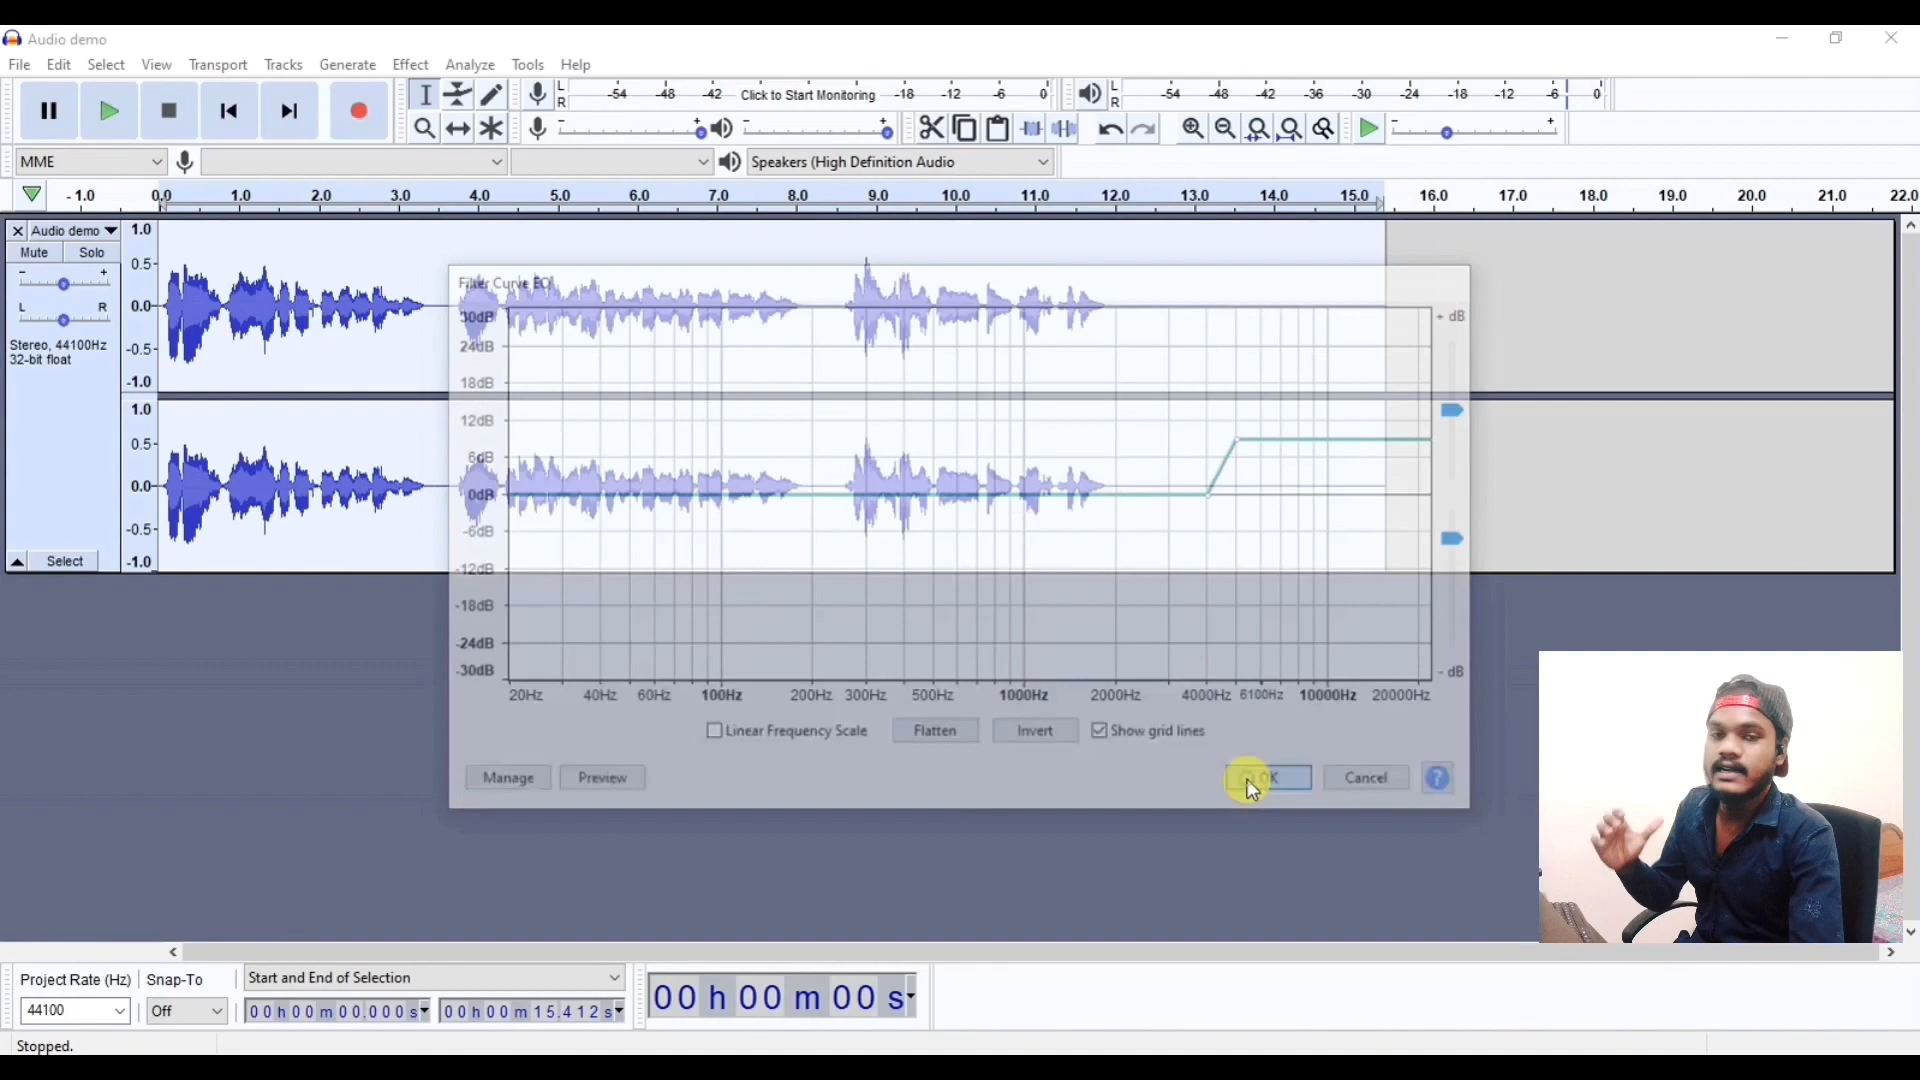 Audio demo
File Edit Select View Transport Tracks Generate Effect Analyze Tools Help
L R -54 -48 -42 Click to Start Monitoring -18 -12 -6 0 L R -54 -48 -42 -36 -30 -24 -18 -12 -6 0
- + - + - +
MME Speakers (High Definition Audio
-1.0 0.0 1.0 2.0 3.0 4.0 5.0 6.0 7.0 8.0 9.0 10.0 11.0 12.0 13.0 14.0 15.0 16.0 17.0 18.0 19.0 20.0 21.0 22.0
Audio demo 1.0
Mute Solo
- + 0.5
L R 0.0
Stereo, 44100Hz
32-bit float
-0.5
-1.0
1.0
0.5
0.0
-0.5
-1.0
Select
Filter Curve EQ
30dB + dB
24dB
18dB
12dB
6dB
0dB
-6dB
-12dB
-18dB
-24dB
-30dB - dB
20Hz 40Hz 60Hz 100Hz 200Hz 300Hz 500Hz 1000Hz 2000Hz 4000Hz 6100Hz 10000Hz 20000Hz
Linear Frequency Scale Flatten Invert Show grid lines
Manage Preview OK Cancel ?
Project Rate (Hz) Snap-To Start and End of Selection
44100 Off 00h00m00.000s 00h00m15.412s
00h00m00s
Stopped.